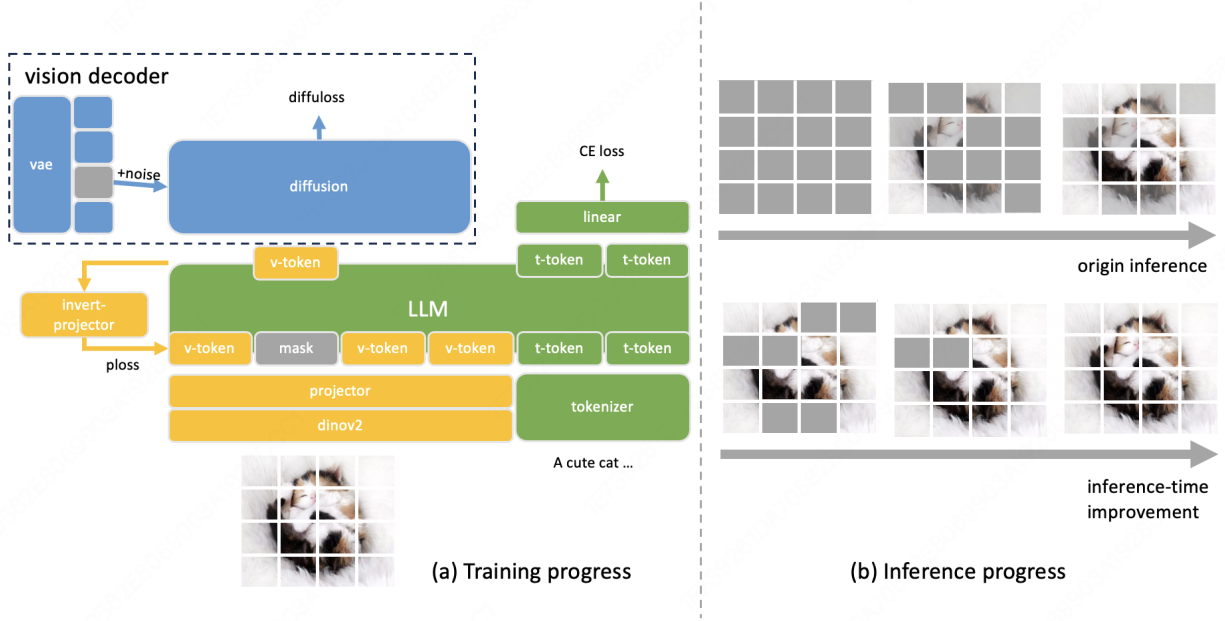 vision decoder
vae
+noise
diffuloss
diffusion
CE loss
linear
v-token
t-token
t-token
invert-
projector
LLM
ploss
v-token
mask
v-token
v-token
t-token
t-token
projector
dinov2
tokenizer
A cute cat ...
(a) Training progress
origin inference
inference-time
improvement
(b) Inference progress